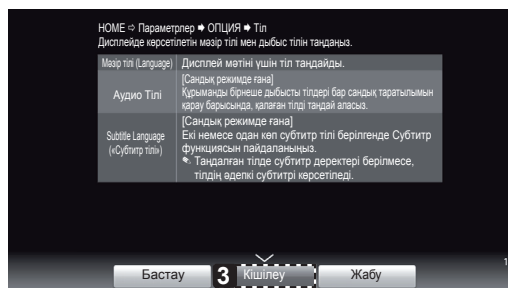 HOME ⇨ Параметрлер ➡ ОПЦИЯ ➡ Тіл
Дисплейде көрсетілетін мәзір тілі мен дыбыс тілін таңдаңыз.
Мәзір тілі (Language)
Дисплей мәтіні үшін тіл таңдайды.
Аудио Тілі
[Сандық режимде ғана]
Құрыманды бірнеше дыбысты тілдері бар сандық таратылымын
қарау барысында, қалаған тілді таңдай аласыз.
Subtitle Language
(«Субтитр тілі»)
[Сандық режимде ғана]
Екі немесе одан көп субтитр тілі берілгенде Субтитр
функциясын пайдаланыңыз.
✎ Таңдалған тілде субтитр деректері берілмесе,
тілдің әдепкі субтитрі көрсетіледі.
1
Бастау
3
Кішілеу
Жабу